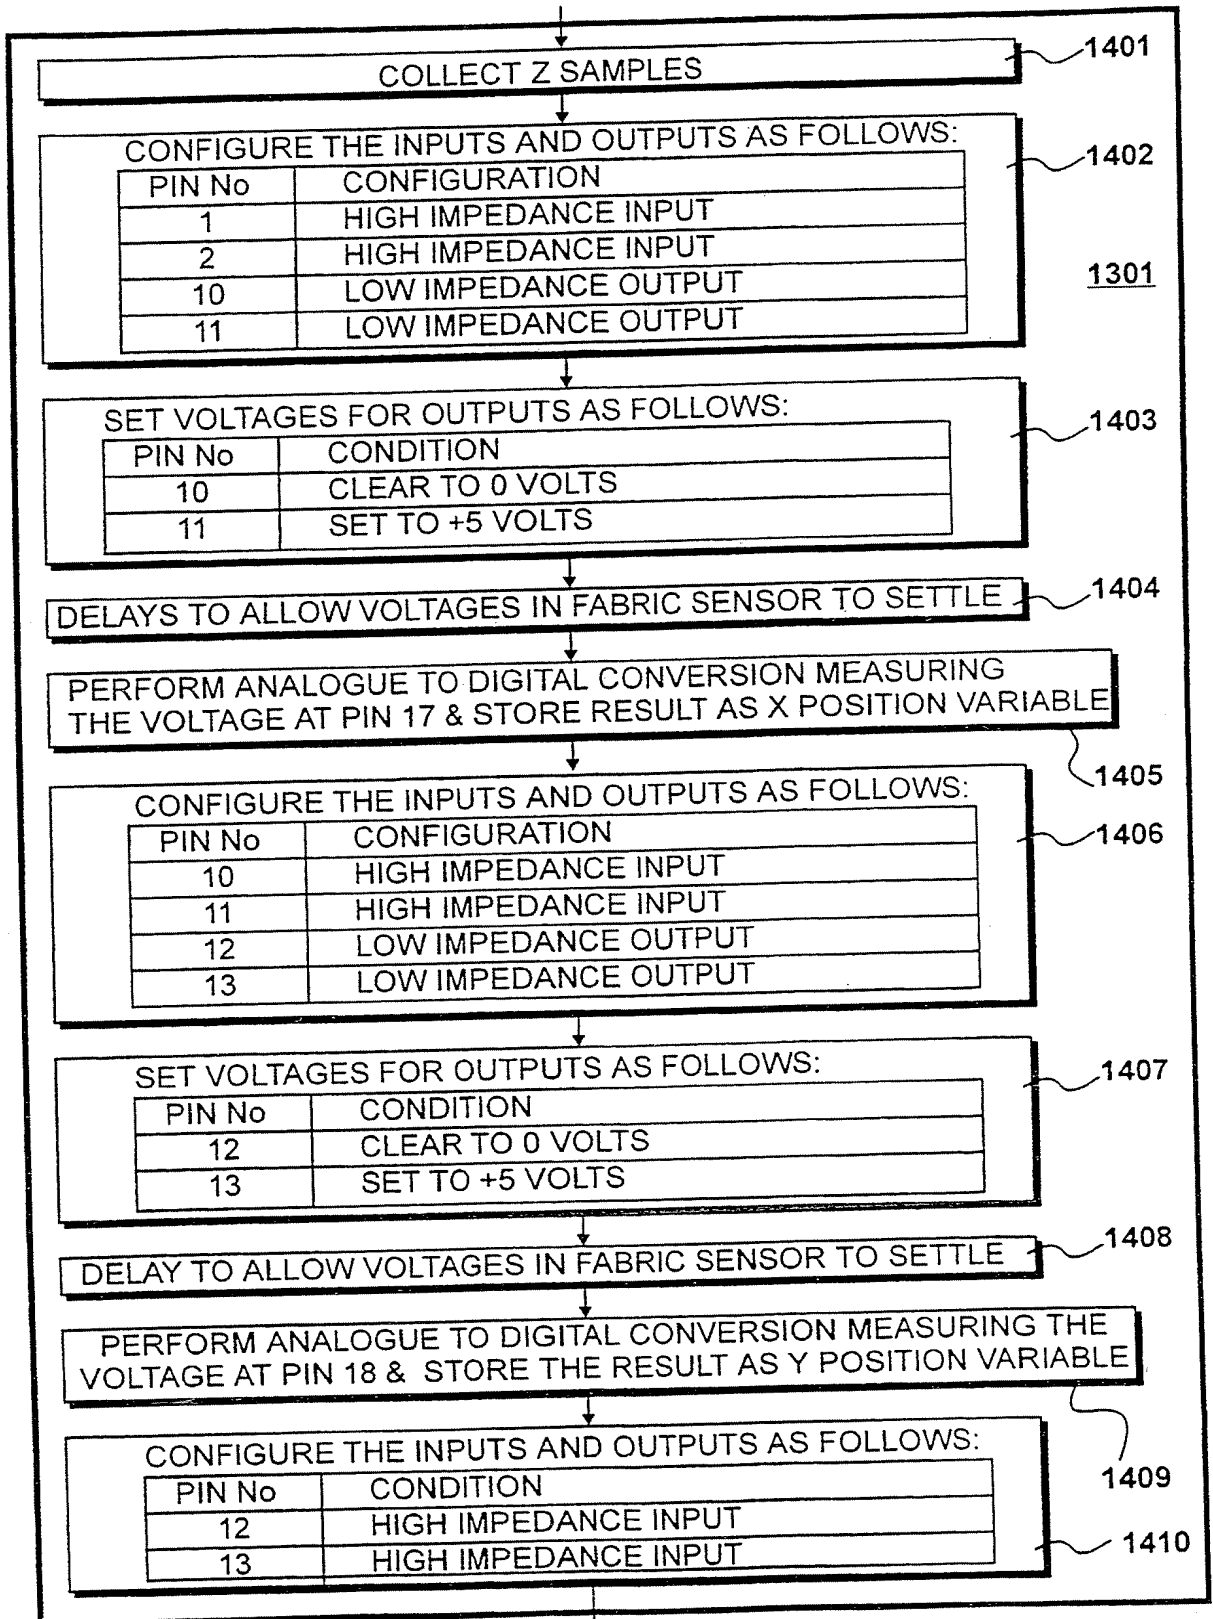 COLLECT Z SAMPLES
1401
CONFIGURE THE INPUTS AND OUTPUTS AS FOLLOWS:
1402
PIN No CONFIGURATION
1 HIGH IMPEDANCE INPUT
2 HIGH IMPEDANCE INPUT
10 LOW IMPEDANCE OUTPUT
11 LOW IMPEDANCE OUTPUT
1301
SET VOLTAGES FOR OUTPUTS AS FOLLOWS:
1403
PIN No CONDITION
10 CLEAR TO 0 VOLTS
11 SET TO +5 VOLTS
DELAYS TO ALLOW VOLTAGES IN FABRIC SENSOR TO SETTLE
1404
PERFORM ANALOGUE TO DIGITAL CONVERSION MEASURING
THE VOLTAGE AT PIN 17 & STORE RESULT AS X POSITION VARIABLE
1405
CONFIGURE THE INPUTS AND OUTPUTS AS FOLLOWS:
1406
PIN No CONFIGURATION
10 HIGH IMPEDANCE INPUT
11 HIGH IMPEDANCE INPUT
12 LOW IMPEDANCE OUTPUT
13 LOW IMPEDANCE OUTPUT
SET VOLTAGES FOR OUTPUTS AS FOLLOWS:
1407
PIN No CONDITION
12 CLEAR TO 0 VOLTS
13 SET TO +5 VOLTS
DELAY TO ALLOW VOLTAGES IN FABRIC SENSOR TO SETTLE
1408
PERFORM ANALOGUE TO DIGITAL CONVERSION MEASURING THE
VOLTAGE AT PIN 18 & STORE THE RESULT AS Y POSITION VARIABLE
1409
CONFIGURE THE INPUTS AND OUTPUTS AS FOLLOWS:
PIN No CONDITION
12 HIGH IMPEDANCE INPUT
13 HIGH IMPEDANCE INPUT
1410